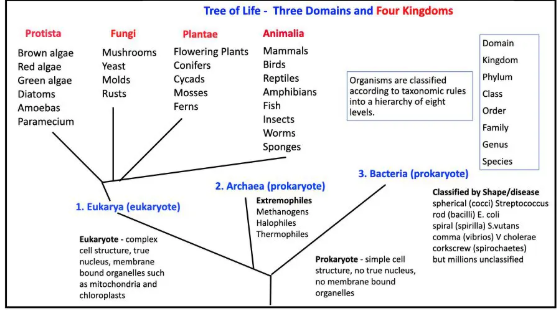 Tree of Life - Three Domains and Four Kingdoms
Protista
Brown algae
Red algae
Green algae
Diatoms
Amoebas
Paramecium
Fungi
Mushrooms
Yeast
Molds
Rusts
Plantae
Flowering Plants
Conifers
Cycads
Mosses
Ferns
Animalia
Mammals
Birds
Reptiles
Amphibians
Fish
Insects
Worms
Sponges
Organisms are classified
according to taxonomic rules
into a hierarchy of eight
levels.
Domain
Kingdom
Phylum
Class
Order
Family
Genus
Species
1. Eukarya (eukaryote)
Eukaryote - complex
cell structure, true
nucleus, membrane
bound organelles such
as mitochondria and
chloroplasts
2. Archaea (prokaryote)
Extremophiles
Methanogens
Halophiles
Thermophiles
3. Bacteria (prokaryote)
Prokaryote - simple cell
structure, no true nucleus,
no membrane bound
organelles
Classified by Shape/disease
spherical (cocci) Streptococcus
rod (bacilli) E. coli
spiral (spirilla) S.vutans
comma (vibrios) V cholerae
corkscrew (spirochaetes)
but millions unclassified